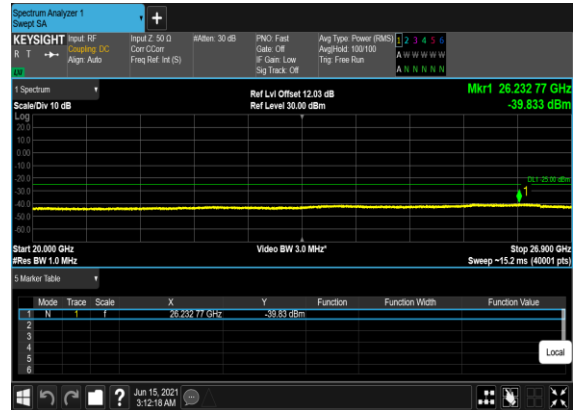 Spectrum Analyzer 1
Swept SA
+
KEYSIGHT
R T
LW
Input: RF
Coupling: DC
Align: Auto
Input Z: 50 Ω
Corr CCorr
Freq Ref: Int (S)
#Atten: 30 dB
PNO: Fast
Gate: Off
IF Gain: Low
Sig Track: Off
Avg Type: Power (RMS)
Avg|Hold: 100/100
Trig: Free Run
1 2 3 4 5 6
A W W W W W
A N N N N N
1 Spectrum
Scale/Div 10 dB
Log
Ref Lvl Offset 12.03 dB
Ref Level 30.00 dBm
Mkr1 26.232 77 GHz
-39.833 dBm
20.0
10.0
0.00
-10.0
-20.0
-30.0
-40.0
-50.0
-60.0
DL1 -25.00 dBm
1
Start 20.000 GHz
#Res BW 1.0 MHz
Video BW 3.0 MHz*
Stop 26.900 GHz
Sweep ~15.2 ms (40001 pts)
5 Marker Table
Mode Trace Scale X Y Function Function Width Function Value
1 N 1 f 26.232 77 GHz -39.83 dBm
2
3
4
5
6
Local
? Jun 15, 2021
3:12:18 AM